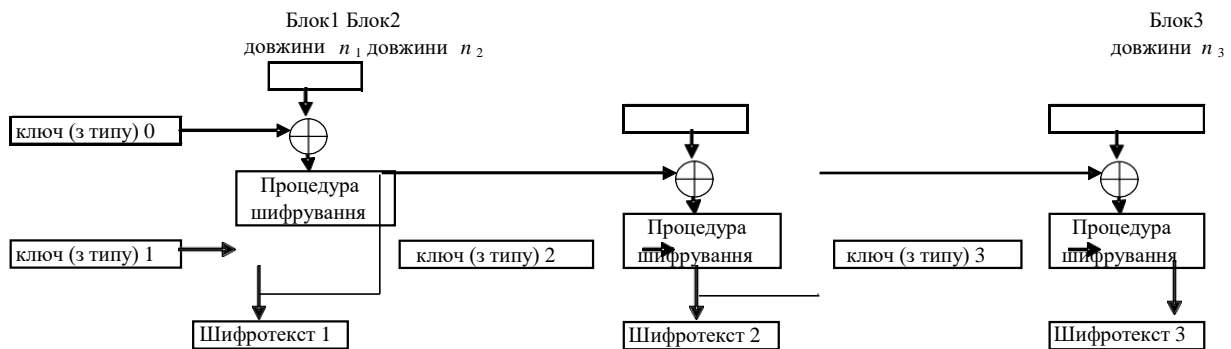 Блок1 Блок2
довжини n 1 довжини n 2
Блок3
довжини n 3
ключ (з типу) 0
Процедура
шифрування
Процедура
шифрування
Процедура
шифрування
ключ (з типу) 1
ключ (з типу) 2
ключ (з типу) 3
Шифротекст 1
Шифротекст 2
Шифротекст 3